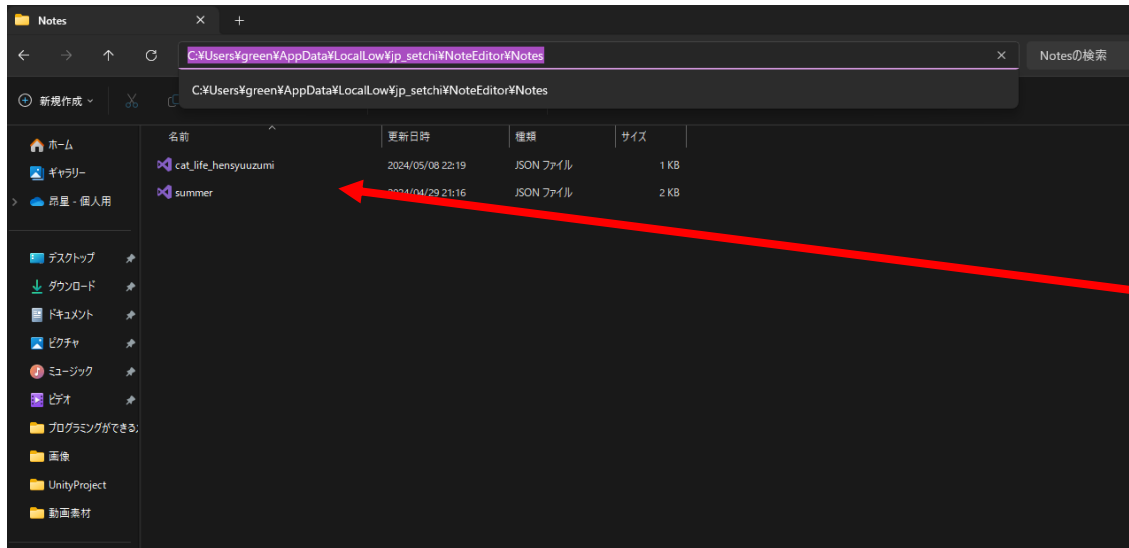 Notes
C:¥Users¥green¥AppData¥LocalLow¥jp_setchi¥NoteEditor¥Notes
Notesの検索
C:¥Users¥green¥AppData¥LocalLow¥jp_setchi¥NoteEditor¥Notes
新規作成
名前 更新日時 種類 サイズ
cat_life_hensyuuzumi 2024/05/08 22:19 JSON ファイル 1 KB
summer 2024/04/29 21:16 JSON ファイル 2 KB
ホーム
ギャラリー
昴星 - 個人用
デスクトップ
ダウンロード
ドキュメント
ピクチャ
ミュージック
ビデオ
プログラミングができる
画像
UnityProject
動画素材